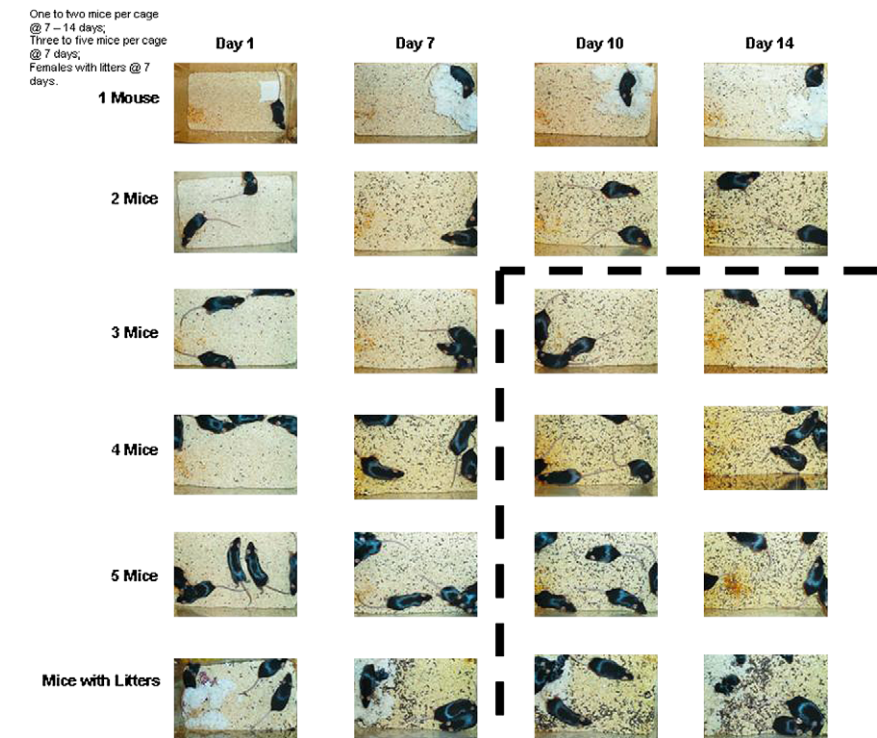 One to two mice per cage
@ 7 – 14 days;
Three to five mice per cage
@ 7 days;
Females with litters @ 7
days.
Day 1
Day 7
Day 10
Day 14
1 Mouse
2 Mice
3 Mice
4 Mice
5 Mice
Mice with Litters